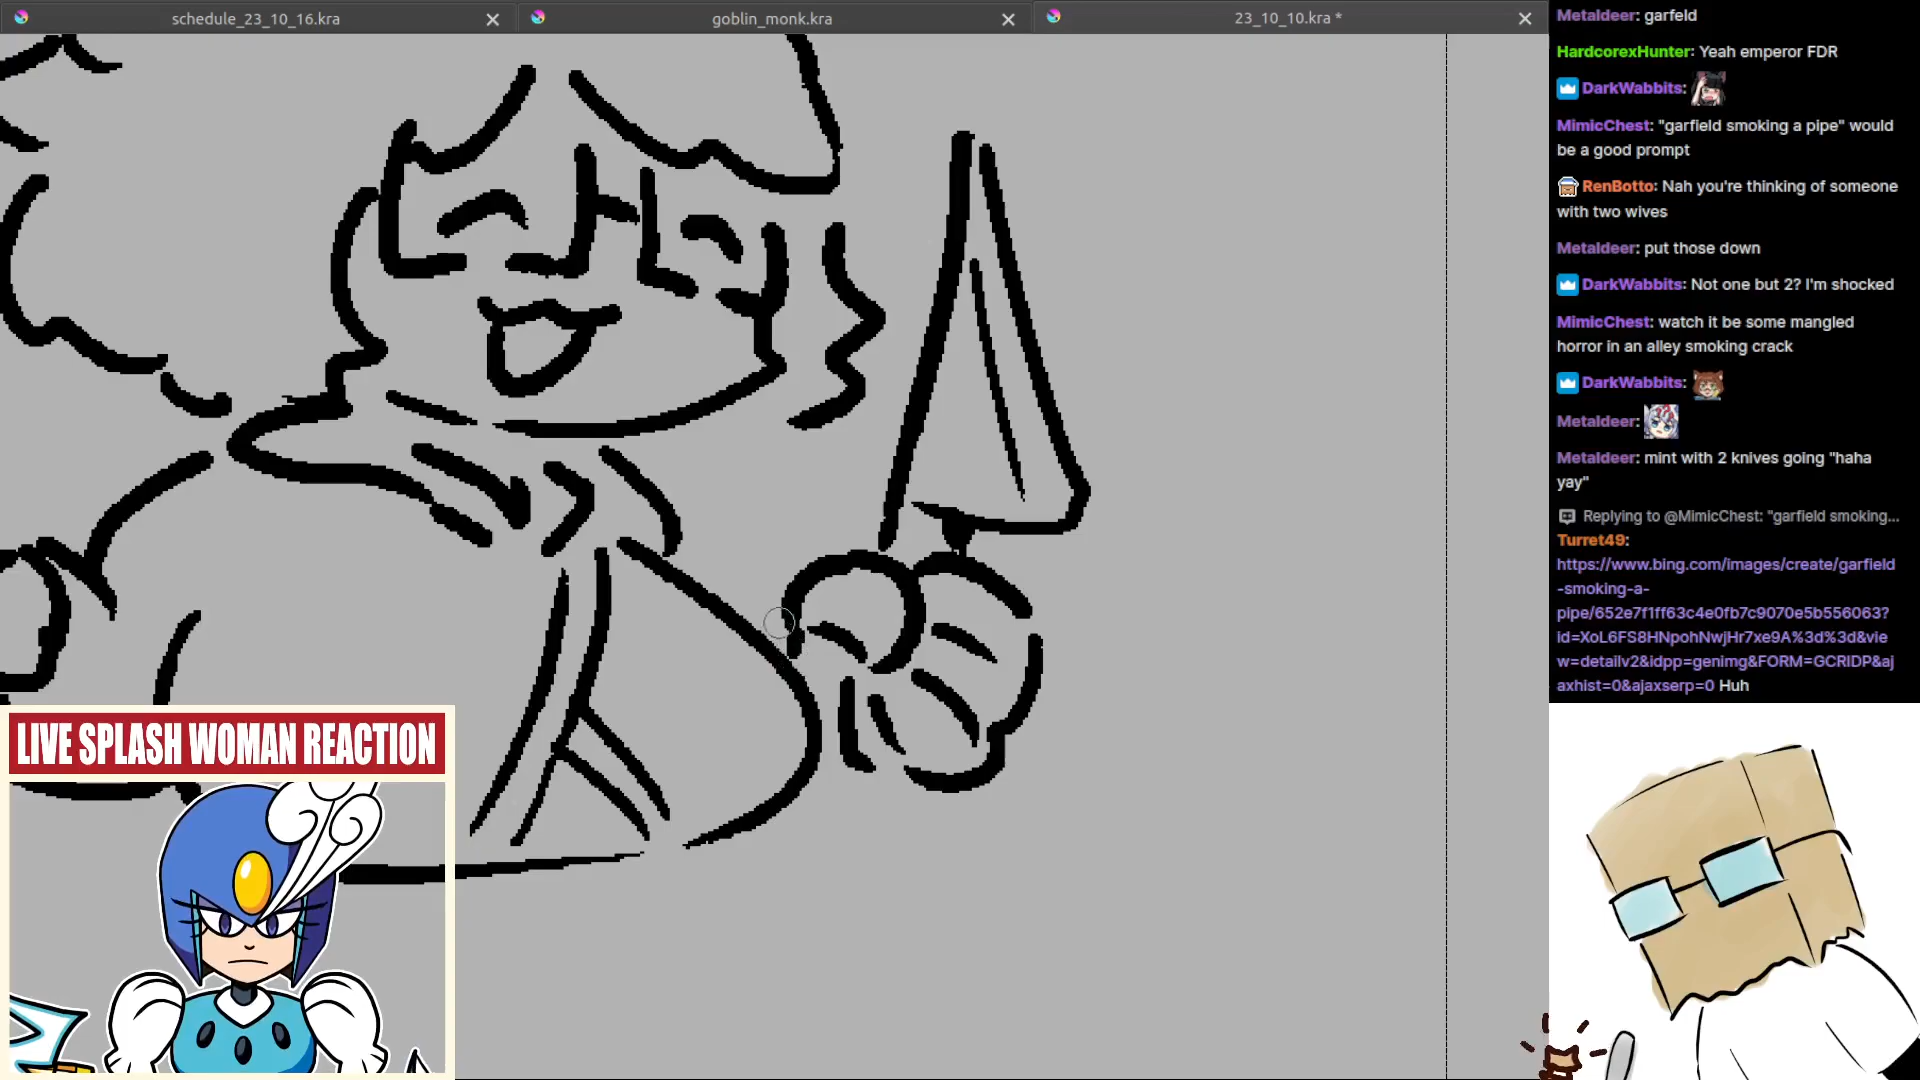 schedule_23_10_16.kra
goblin_monk.kra
23_10_10.kra *
Metaldeer: garfeld
HardcorexHunter: Yeah emperor FDR
DarkWabbits:
MimicChest: "garfield smoking a pipe" would
be a good prompt
RenBotto: Nah you're thinking of someone
with two wives
Metaldeer: put those down
DarkWabbits: Not one but 2? I'm shocked
MimicChest: watch it be some mangled
horror in an alley smoking crack
DarkWabbits:
Metaldeer:
Metaldeer: mint with 2 knives going "haha
yay"
Replying to @MimicChest: "garfield smoking...
Turret49:
https://www.bing.com/images/create/garfield
-smoking-a-
pipe/652e7f1ff63c4e0fb7c9070e5b556063?
id=XoL6FS8HNpohNwjHr7xe9A%3d%3d&vie
w=detailv2&idpp=genimg&FORM=GCRIDP&aj
axhist=0&ajaxserp=0 Huh
LIVE SPLASH WOMAN REACTION